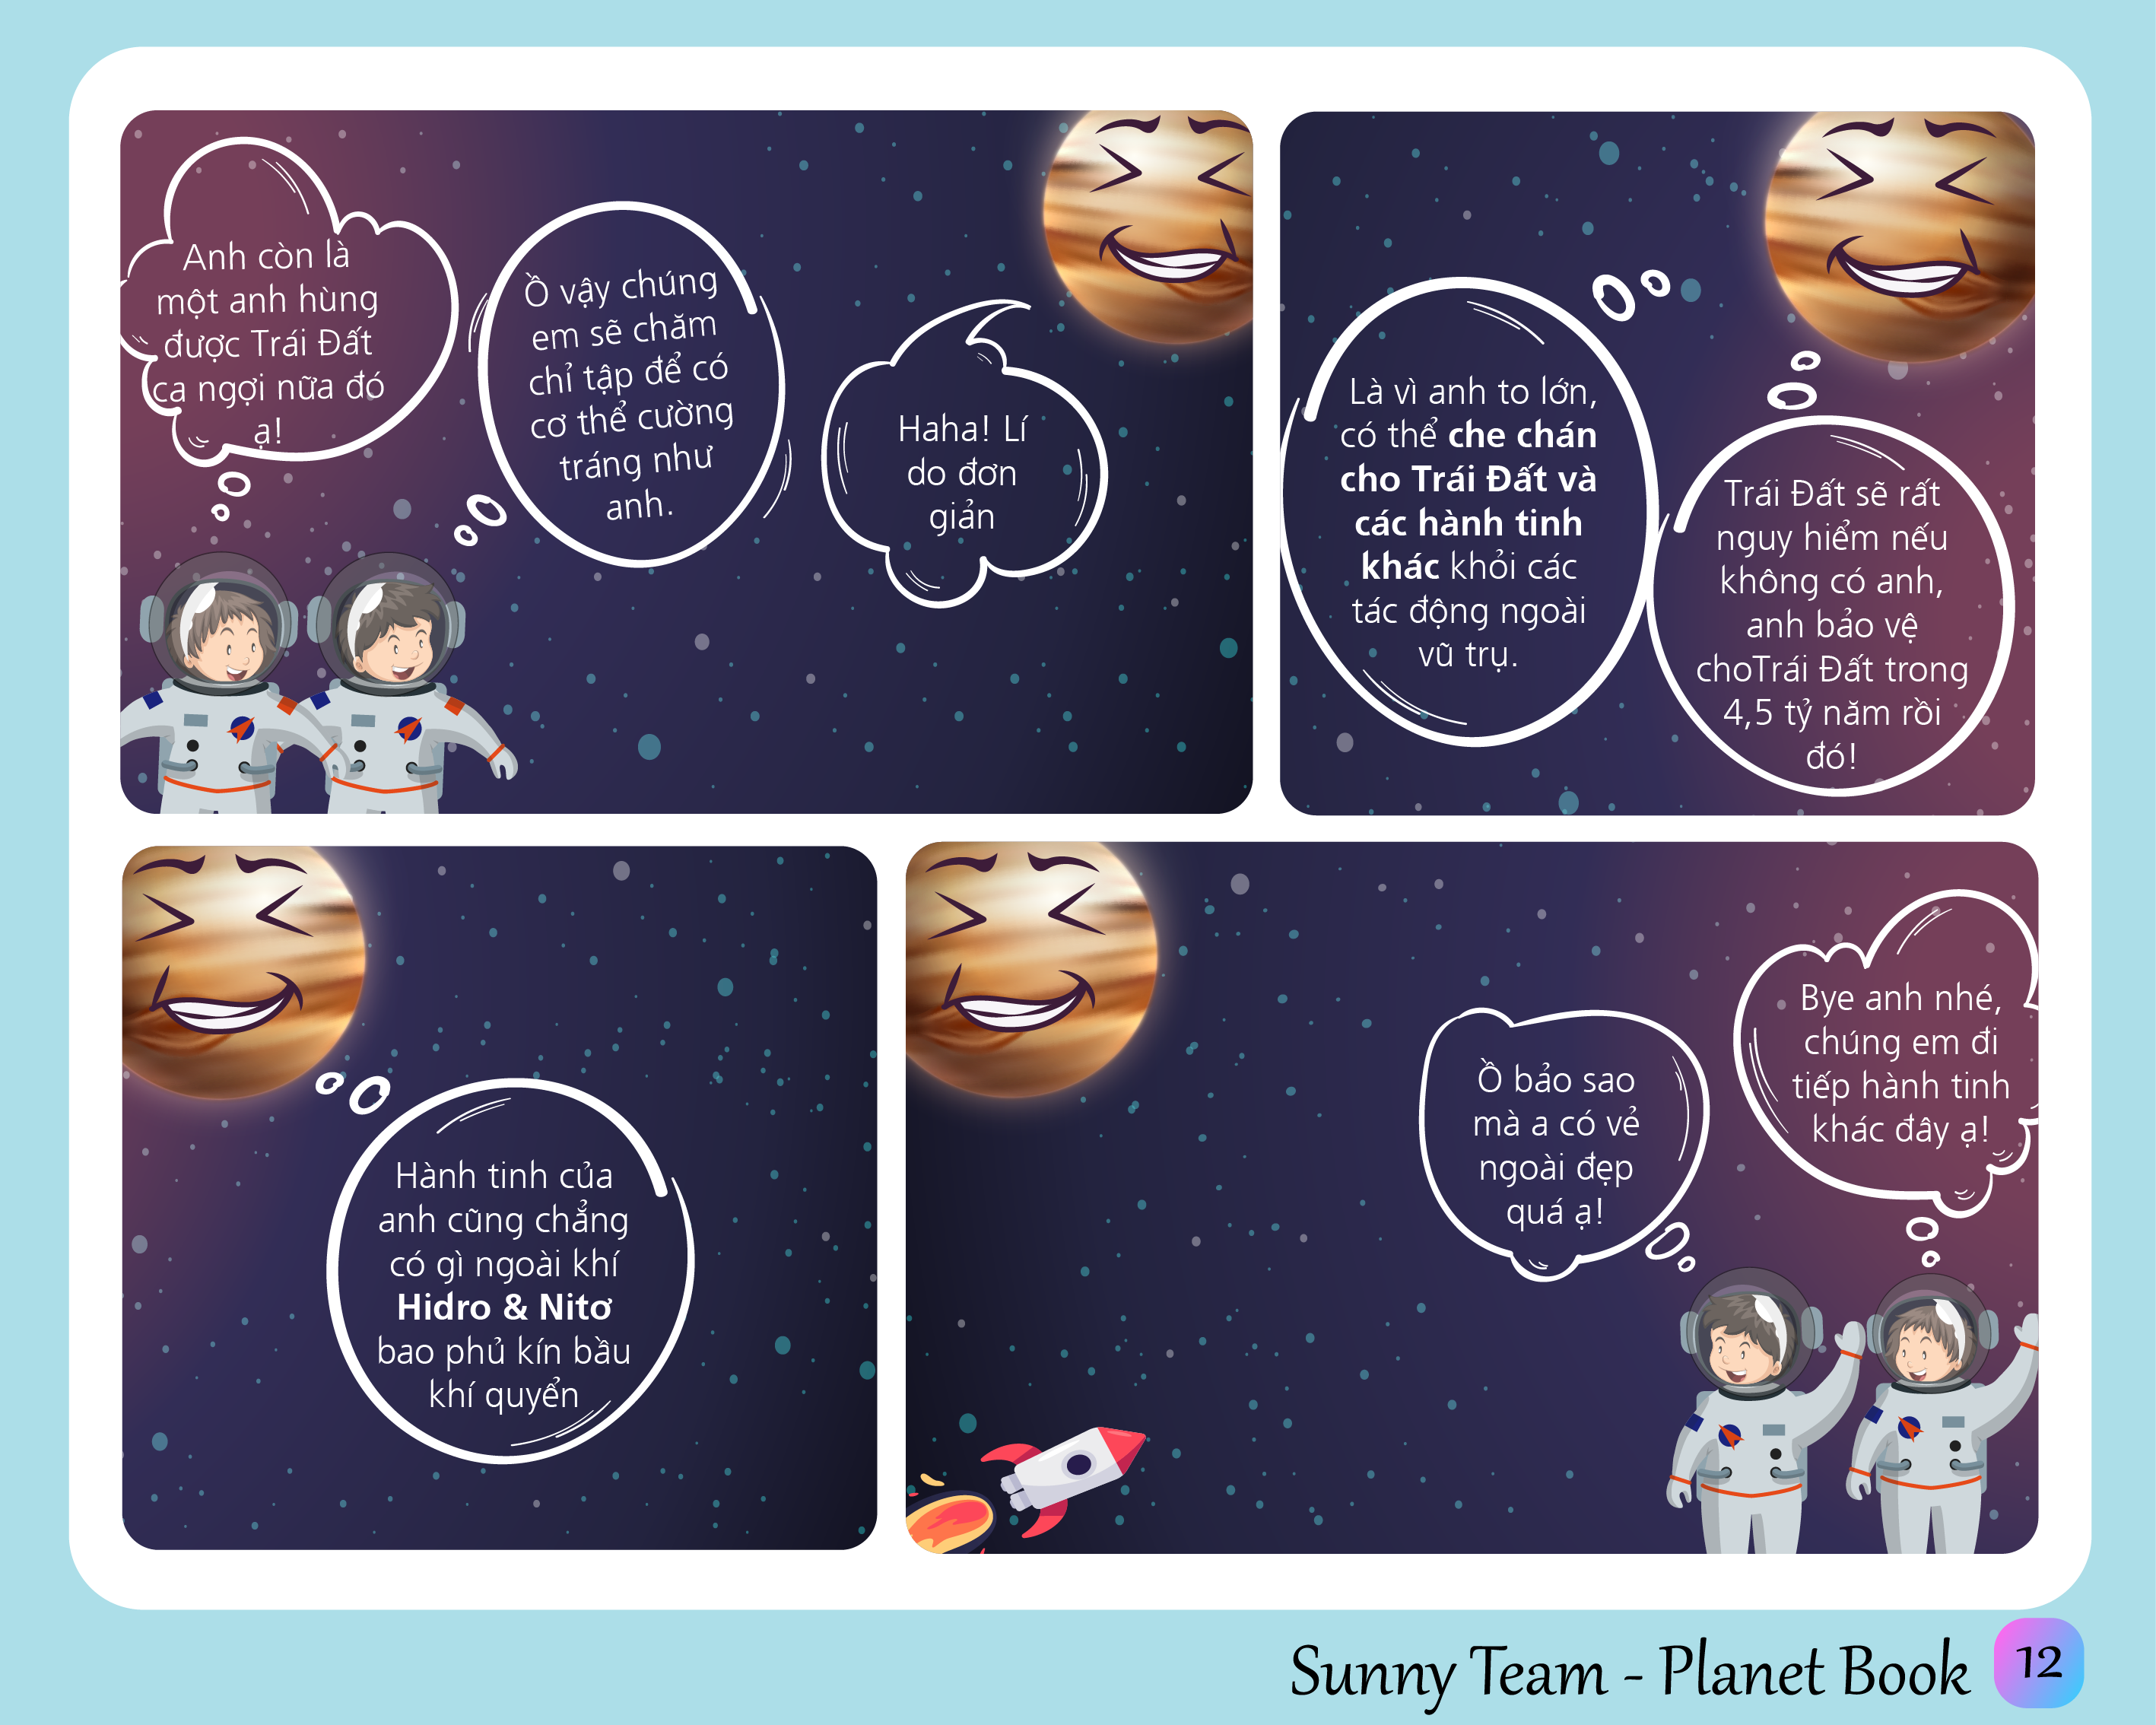 Anh còn là
một anh hùng
được Trái Đất
ca ngợi nữa đó
ạ!
Ồ vậy chúng
em sẽ chăm
chỉ tập để có
cơ thể cường
tráng như
anh.
Haha! Lí
do đơn
giản
Là vì anh to lớn,
có thể che chán
cho Trái Đất và
các hành tinh
khác khỏi các
tác động ngoài
vũ trụ.
Trái Đất sẽ rất
nguy hiểm nếu
không có anh,
anh bảo vệ
choTrái Đất trong
4,5 tỷ năm rồi
đó!
Hành tinh của
anh cũng chẳng
có gì ngoài khí
Hidro & Nitơ
bao phủ kín bầu
khí quyển
Ồ bảo sao
mà a có vẻ
ngoài đẹp
quá ạ!
Bye anh nhé,
chúng em đi
tiếp hành tinh
khác đây ạ!
Sunny Team - Planet Book 12